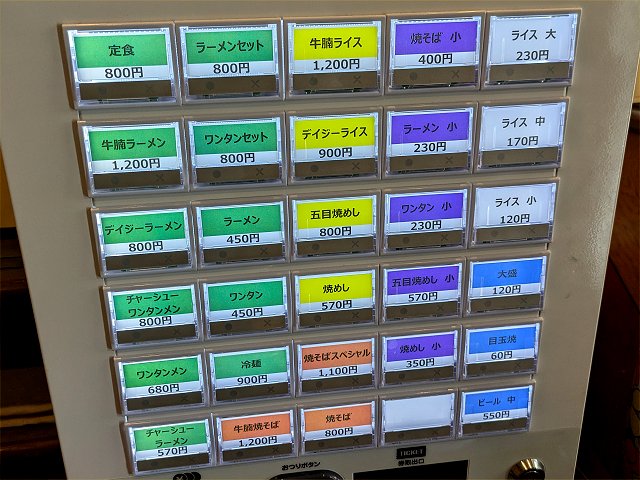 定食
800円
ラーメンセット
800円
牛腩ライス
1,200円
焼そば 小
400円
ライス 大
230円
牛腩ラーメン
1,200円
ワンタンセット
800円
デイジーライス
900円
ラーメン 小
230円
ライス 中
170円
デイジーラーメン
800円
ラーメン
450円
五目焼めし
800円
ワンタン 小
230円
ライス 小
120円
チャーシュー
ワンタンメン
800円
ワンタン
450円
焼めし
570円
五目焼めし 小
570円
大盛
120円
ワンタンメン
680円
冷麺
900円
焼そばスペシャル
1,100円
焼めし 小
350円
目玉焼
60円
チャーシュー
ラーメン
570円
牛腩焼そば
1,200円
焼そば
800円
ビール 中
550円
おつりボタン
TICKET
券取出口